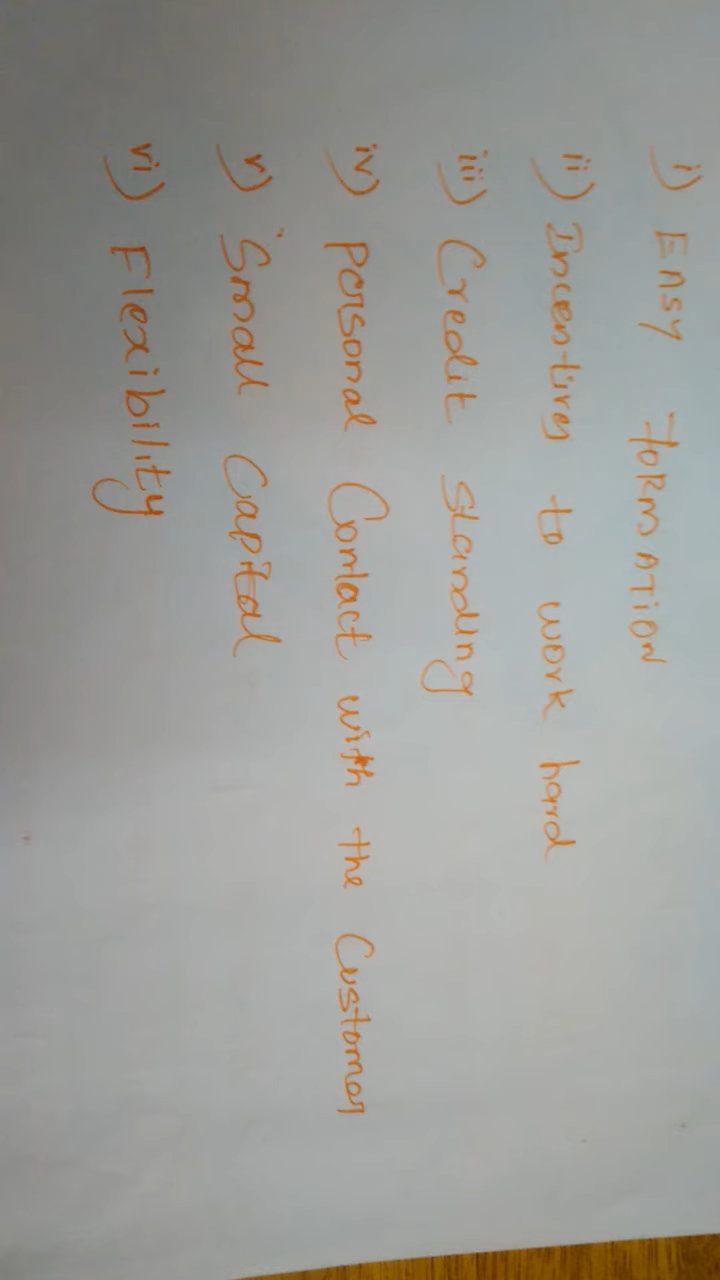 i) EASY FORMATION
ii) Incentives to work hard
iii) Credit standing
iv) Personal Contact with the Customer
v) Small Capital
vi) Flexibility